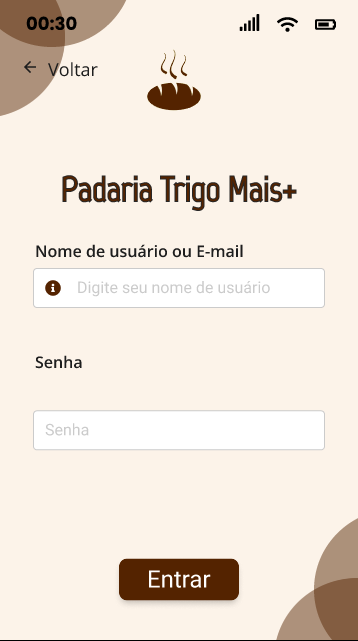 00:30
Voltar
Padaria Trigo Mais+
Nome de usuário ou E-mail
Digite seu nome de usuário
Senha
Senha
Entrar